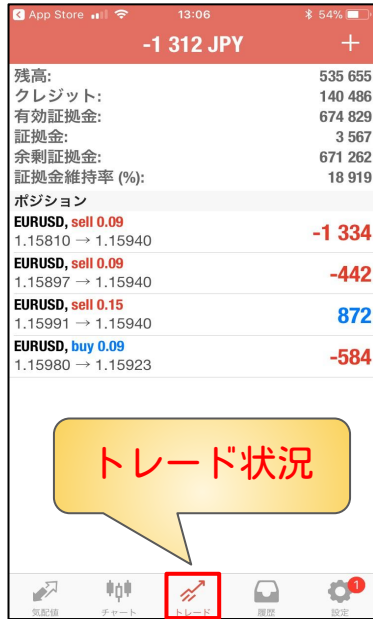 App Store 13:06 54%
-1 312 JPY +
残高: 535 655
クレジット: 140 486
有効証拠金: 674 829
証拠金: 3 567
余剰証拠金: 671 262
証拠金維持率 (%): 18 919
ポジション
EURUSD, sell 0.09
1.15810 → 1.15940 -1 334
EURUSD, sell 0.09
1.15897 → 1.15940 -442
EURUSD, sell 0.15
1.15991 → 1.15940 872
EURUSD, buy 0.09
1.15980 → 1.15923 -584
トレード状況
1
気配値 チャート トレード 履歴 設定